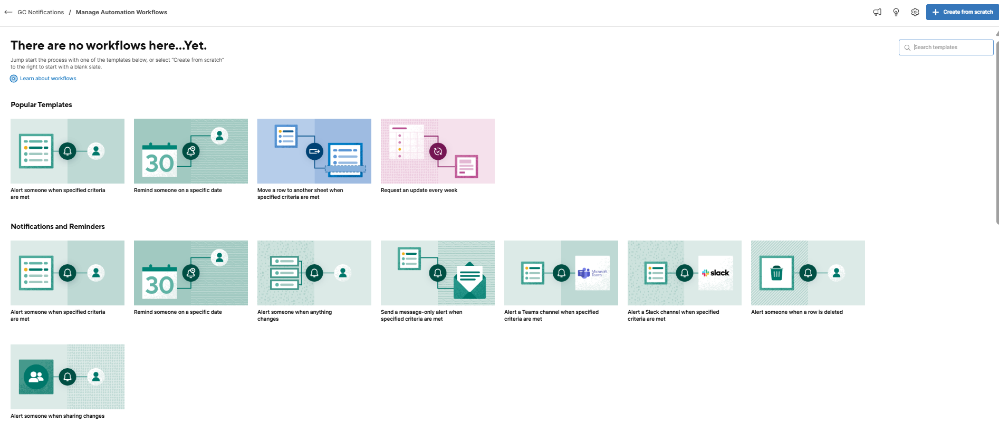 GC Notifications / Manage Automation Workflows
Create from scratch
There are no workflows here...Yet.
Search templates
Jump start the process with one of the templates below, or select "Create from scratch"
to the right to start with a blank slate.
Learn about workflows
Popular Templates
30
Alert someone when specified criteria
are met
Remind someone on a specific date
Move a row to another sheet when
specified criteria are met
Request an update every week
Notifications and Reminders
30
Microsoft
Teams
slack
Alert someone when specified criteria
are met
Remind someone on a specific date
Alert someone when anything
changes
Send a message-only alert when
specified criteria are met
Alert a Teams channel when specified
criteria are met
Alert a Slack channel when specified
criteria are met
Alert someone when a row is deleted
Alert someone when sharing changes